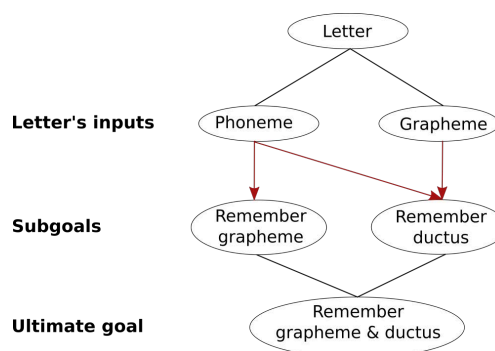 Letter
Letter's inputs
Phoneme
Grapheme
Subgoals
Remember
grapheme
Remember
ductus
Ultimate goal
Remember
grapheme & ductus